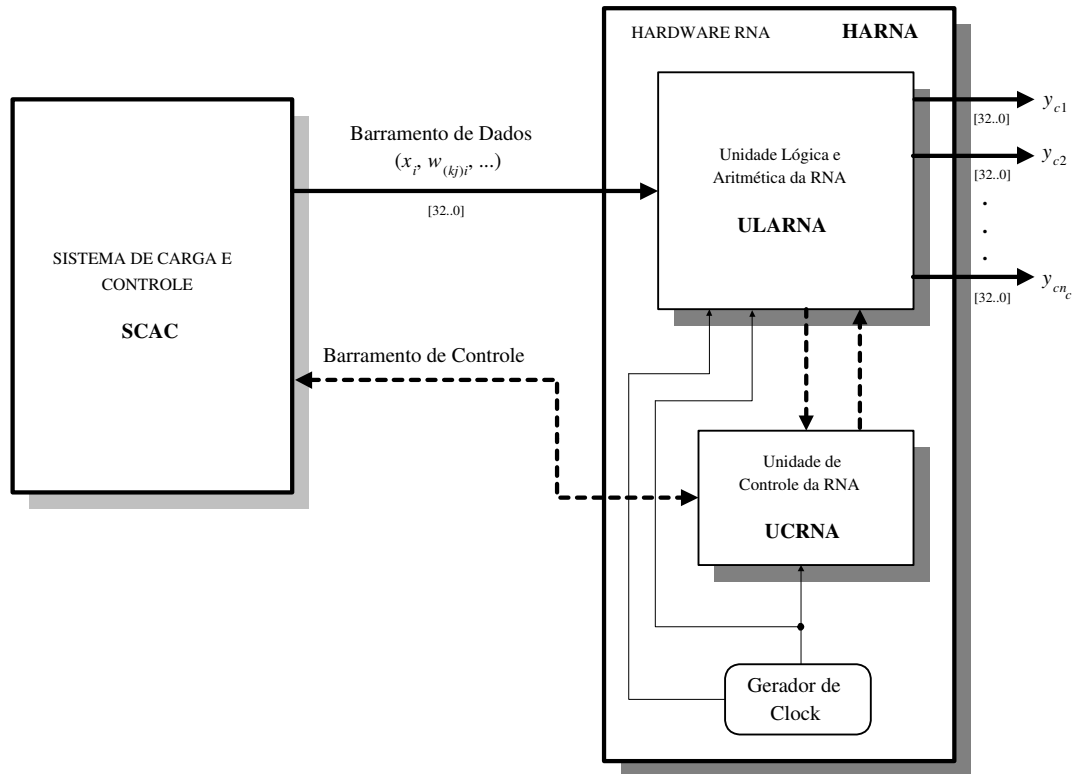 HARDWARE RNA HARNA
SISTEMA DE CARGA E
CONTROLE
SCAC
Barramento de Dados
(x_i, w_(kj)i, ...)
[32..0]
Barramento de Controle
Unidade Lógica e
Aritmética da RNA
ULARNA
y_c1
[32..0]
y_c2
[32..0]
y_cn_c
[32..0]
Unidade de
Controle da RNA
UCRNA
Gerador de
Clock